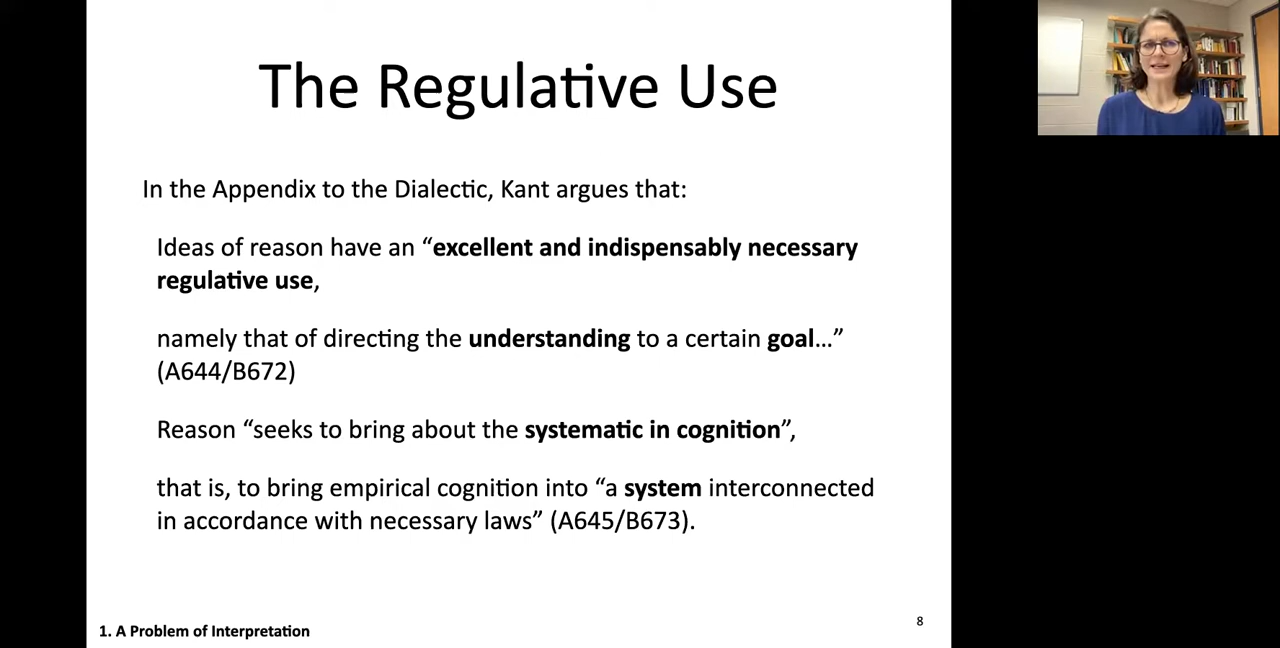 The Regulative Use
In the Appendix to the Dialectic, Kant argues that:
Ideas of reason have an “excellent and indispensably necessary
regulative use,
namely that of directing the understanding to a certain goal…”
(A644/B672)
Reason “seeks to bring about the systematic in cognition”,
that is, to bring empirical cognition into “a system interconnected
in accordance with necessary laws” (A645/B673).
1. A Problem of Interpretation
8